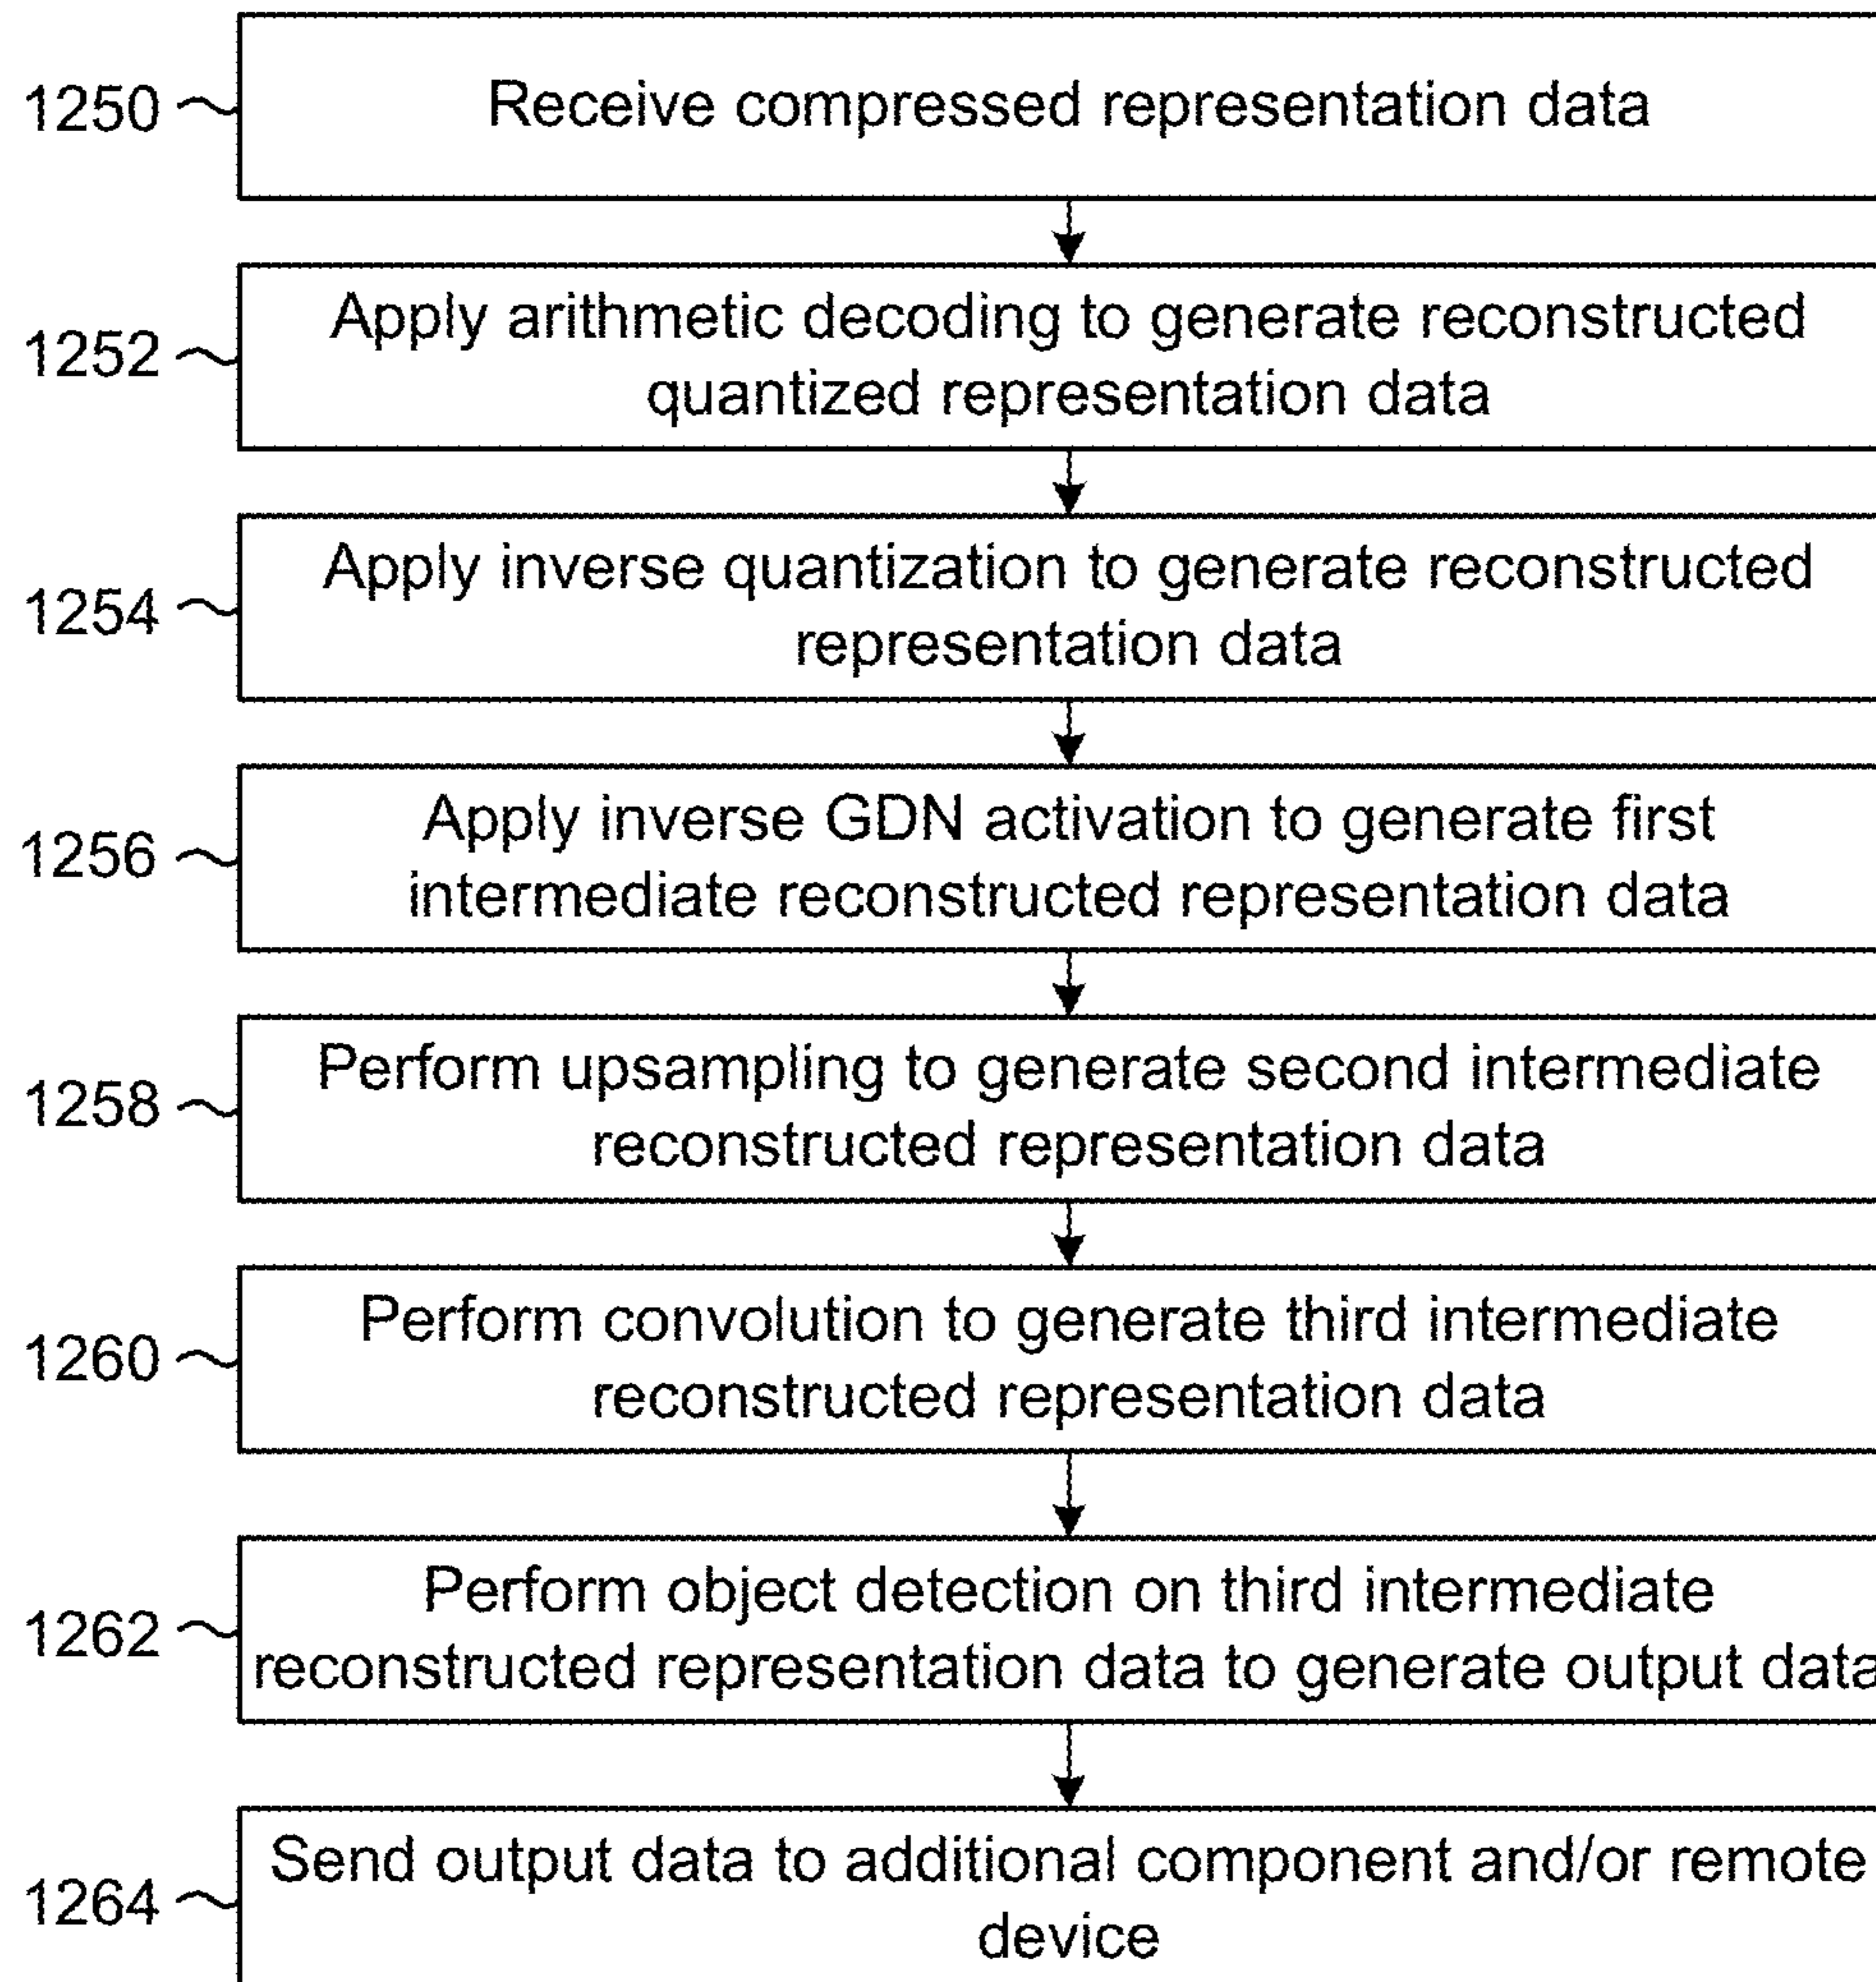 1250
Receive compressed representation data
1252
Apply arithmetic decoding to generate reconstructed
quantized representation data
1254
Apply inverse quantization to generate reconstructed
representation data
1256
Apply inverse GDN activation to generate first
intermediate reconstructed representation data
1258
Perform upsampling to generate second intermediate
reconstructed representation data
1260
Perform convolution to generate third intermediate
reconstructed representation data
1262
Perform object detection on third intermediate
reconstructed representation data to generate output data
1264
Send output data to additional component and/or remote
device